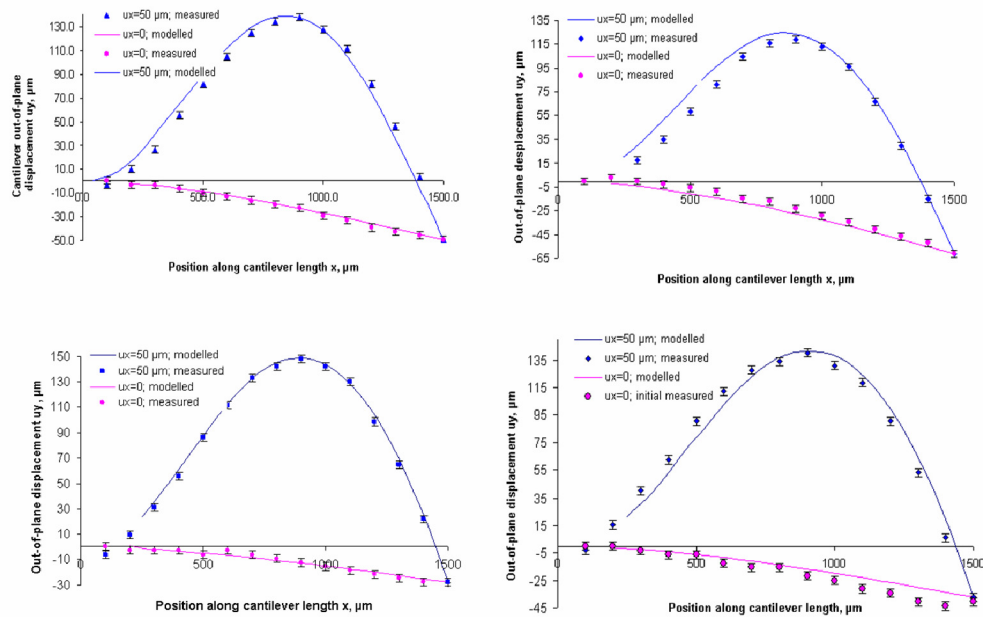 ux=50 µm; measured
ux=0; modelled
ux=0; measured
ux=50 µm; modelled
130.0
110.0
90.0
70.0
50.0
30.0
10.0
-10.0
-30.0
-50.0
0.0
500.0
1000.0
1500.0
Cantilever out-of-plane
displacement uy, µm
Position along cantilever length x, µm
ux=50 µm; modelled
ux=50 µm; measured
ux=0; modelled
ux=0; measured
135
115
95
75
55
35
15
-5
-25
-45
-65
0
500
1000
1500
Out-of-plane desplacement uy, µm
Position along cantilever length x, µm
ux=50 µm; modelled
ux=50 µm; measured
ux=0; modelled
ux=0; measured
150
130
110
90
70
50
30
10
-10
-30
0
500
1000
1500
Out-of-plane displacement uy, µm
Position along cantilever length x, µm
ux=50 µm; modelled
ux=50 µm; measured
ux=0; modelled
ux=0; initial measured
135
115
95
75
55
35
15
-5
-25
-45
0
500
1000
1500
Out-of-plane displacement uy, µm
Position along cantilever length, µm